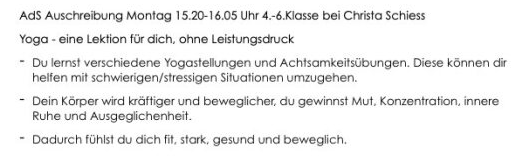 AdS Auschreibung Montag 15.20-16.05 Uhr 4.-6.Klasse bei Christa Schiess
Yoga - eine Lektion für dich, ohne Leistungsdruck
- Du lernst verschiedene Yogastellungen und Achtsamkeitsübungen. Diese können dir
helfen mit schwierigen/stressigen Situationen umzugehen.
- Dein Körper wird kräftiger und beweglicher, du gewinnst Mut, Konzentration, innere
Ruhe und Ausgeglichenheit.
- Dadurch fühlst du dich fit, stark, gesund und beweglich.